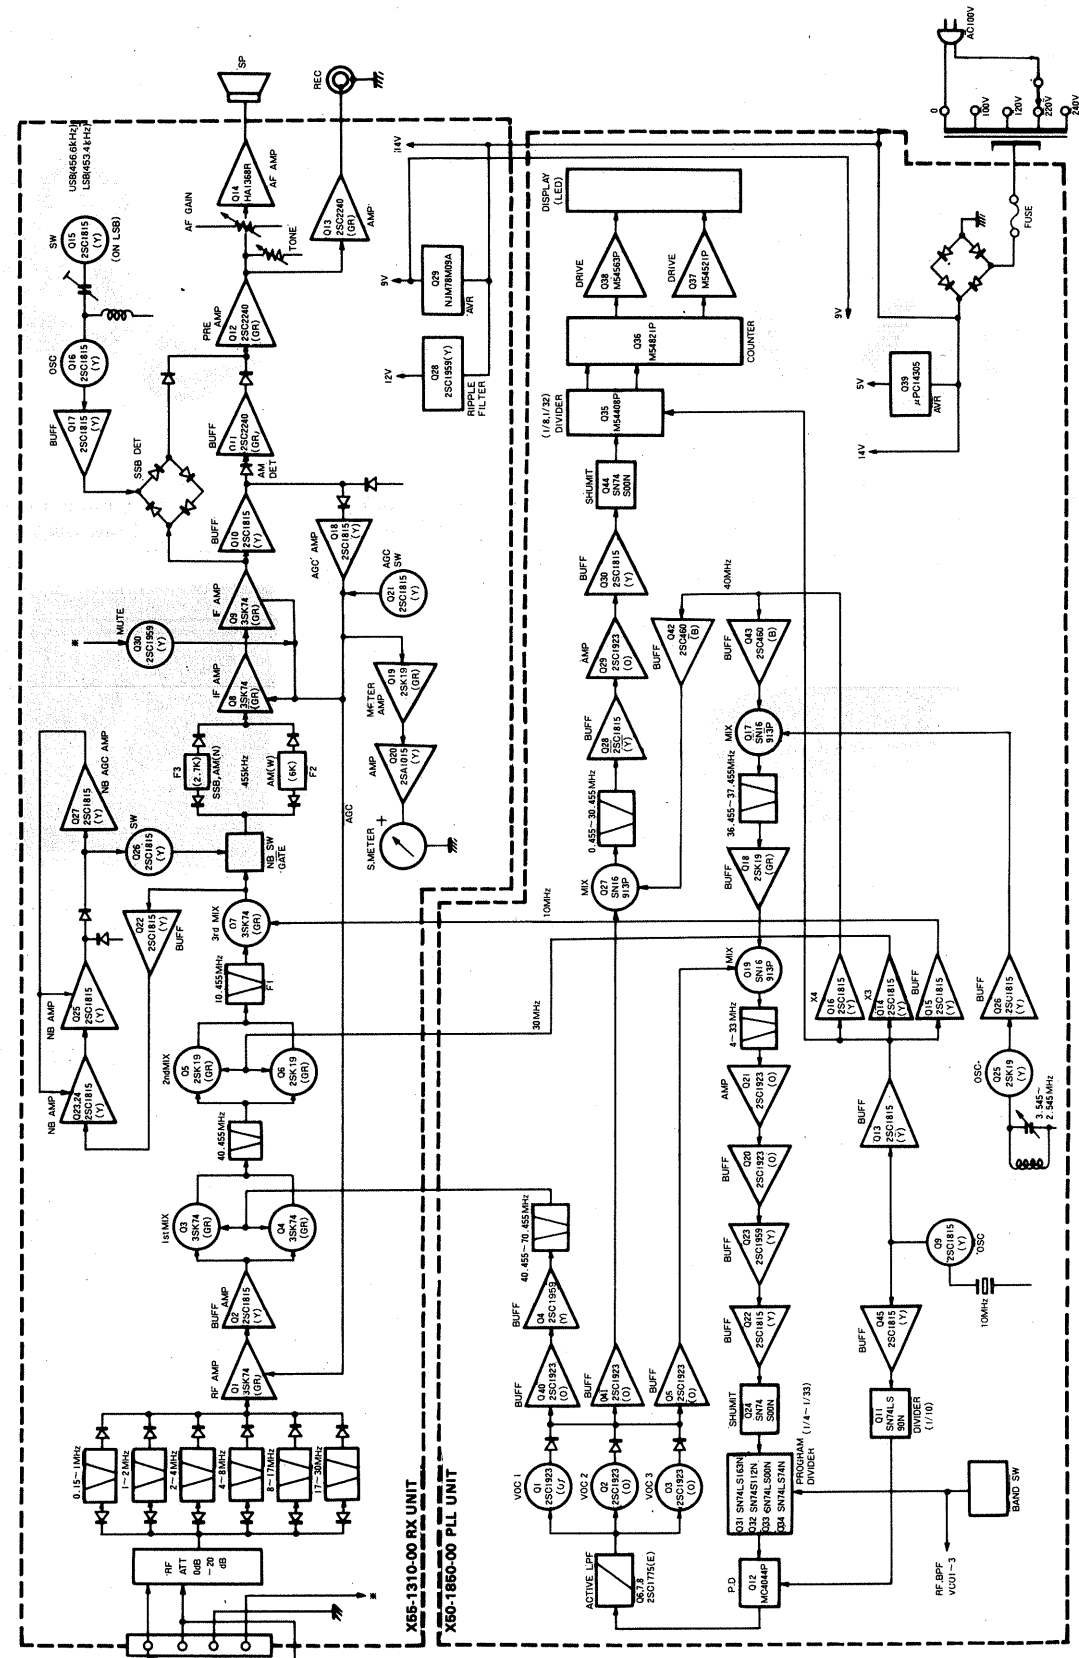 RF
ATT
0dB
-20
dB
0.15~1MHz
1~2MHz
2~4MHz
4~8MHz
8~17MHz
17~30MHz
RF AMP
Q1
3SK74
(GR)
BUFF
AMP
Q2
2SC1815
(Y)
1st MIX
Q3
3SK74
(GR)
Q4
3SK74
(GR)
40.455MHz
2nd MIX
Q5
2SK19
(GR)
Q6
2SK19
(GR)
10.455MHz
F1
3rd MIX
Q7
3SK74
(GR)
NB SW
GATE
NB AMP
Q23,24
2SC1815
(Y)
NB AMP
Q25
2SC1815
(Y)
Q22
2SC1815
(Y)
BUFF
Q27
2SC1815
(Y)
NB AGC AMP
SW
Q26
2SC1815
(Y)
F3
(2.7K)
SSB,AM(N)
455kHz
AM(W)
(6K)
F2
IF AMP
Q8
3SK74
(GR)
IF AMP
Q9
3SK74
(GR)
MUTE
Q30
2SC1959
(Y)
*
*
BUFF
Q10
2SC1815
(Y)
AM
DET
BUFF
Q11
2SC2240
(GR)
SSB DET
BUFF
Q17
2SC1815
(Y)
OSC
Q16
2SC1815
(Y)
SW
Q15
2SC1815
(Y)
(ON LSB)
USB(456.6kHz)
LSB(453.4kHz)
PRE
AMP
Q12
2SC2240
(GR)
TONE
AF GAIN
Q14
HA1368R
AF AMP
SP
Q13
2SC2240
(GR)
AMP
REC
AGC AMP
Q18
2SC1815
(Y)
AGC
SW
Q21
2SC1815
(Y)
AGC
METER
AMP
Q19
2SK19
(GR)
AMP
Q20
2SA1015
(Y)
S.METER
+
12V
Q28
2SC1959(Y)
RIPPLE
FILTER
9V
Q29
NJM78M09A
AVR
14V
X55-1310-00 RX UNIT
X50-1850-00 PLL UNIT
ACTIVE LPF
Q6,7,8
2SC1775(E)
VOC 1
Q1
2SC1923
VOC 2
Q2
2SC1923
(O)
VOC 3
Q3
2SC1923
(O)
BUFF
Q40
2SC1923
(O)
BUFF
Q41
2SC1923
(O)
BUFF
Q5
2SC1923
(O)
BUFF
Q4
2SC1959
(Y)
40.455~70.455MHz
30MHz
10MHz
MIX
Q27
SN16
913P
0.455~30.455MHz
BUFF
Q28
2SC1815
(Y)
AMP
Q29
2SC1923
(O)
BUFF
Q30
2SC1815
(Y)
SHUMIT
Q44
SN74
S00N
(1/8,1/32)
DIVIDER
Q35
M54408P
Q36
M54821P
COUNTER
DRIVE
Q38
M54563P
DRIVE
Q37
M54521P
DISPLAY
(LED)
Q42
2SC460
(B)
BUFF
40MHz
BUFF
Q43
2SC460
(B)
MIX
Q17
SN16
913P
36.455~37.455MHz
BUFF
Q18
2SK19
(GR)
MIX
Q19
SN16
913P
4~33MHz
AMP
Q21
2SC1923
(O)
BUFF
Q20
2SC1923
(O)
BUFF
Q23
2SC1959
(Y)
BUFF
Q22
2SC1815
(Y)
SHUMIT
Q24
SN74
S00N
Q31 SN74LS163N
Q32 SN74S112N
Q33 SN74LS00N
Q34 SN74LS74N
PROGRAM (1/4~1/33)
DIVIDER
P.D
Q12
MC4044P
Q11
SN74LS
90N
DIVIDER
(1/10)
BUFF
Q45
2SC1815
(Y)
Q9
2SC1815
(Y)
OSC
10MHz
BUFF
Q13
2SC1815
(Y)
X4
Q16
2SC1815
(Y)
X3
Q14
2SC1815
(Y)
BUFF
Q15
2SC1815
(Y)
BUFF
Q26
2SC1815
(Y)
OSC
Q25
2SK19
(Y)
3.545~
2.545MHz
RF.BPF
VCO1~3
BAND SW
9V
5V
Q39
μPC14305
AVR
14V
FUSE
0
100V
120V
220V
240V
AC100V